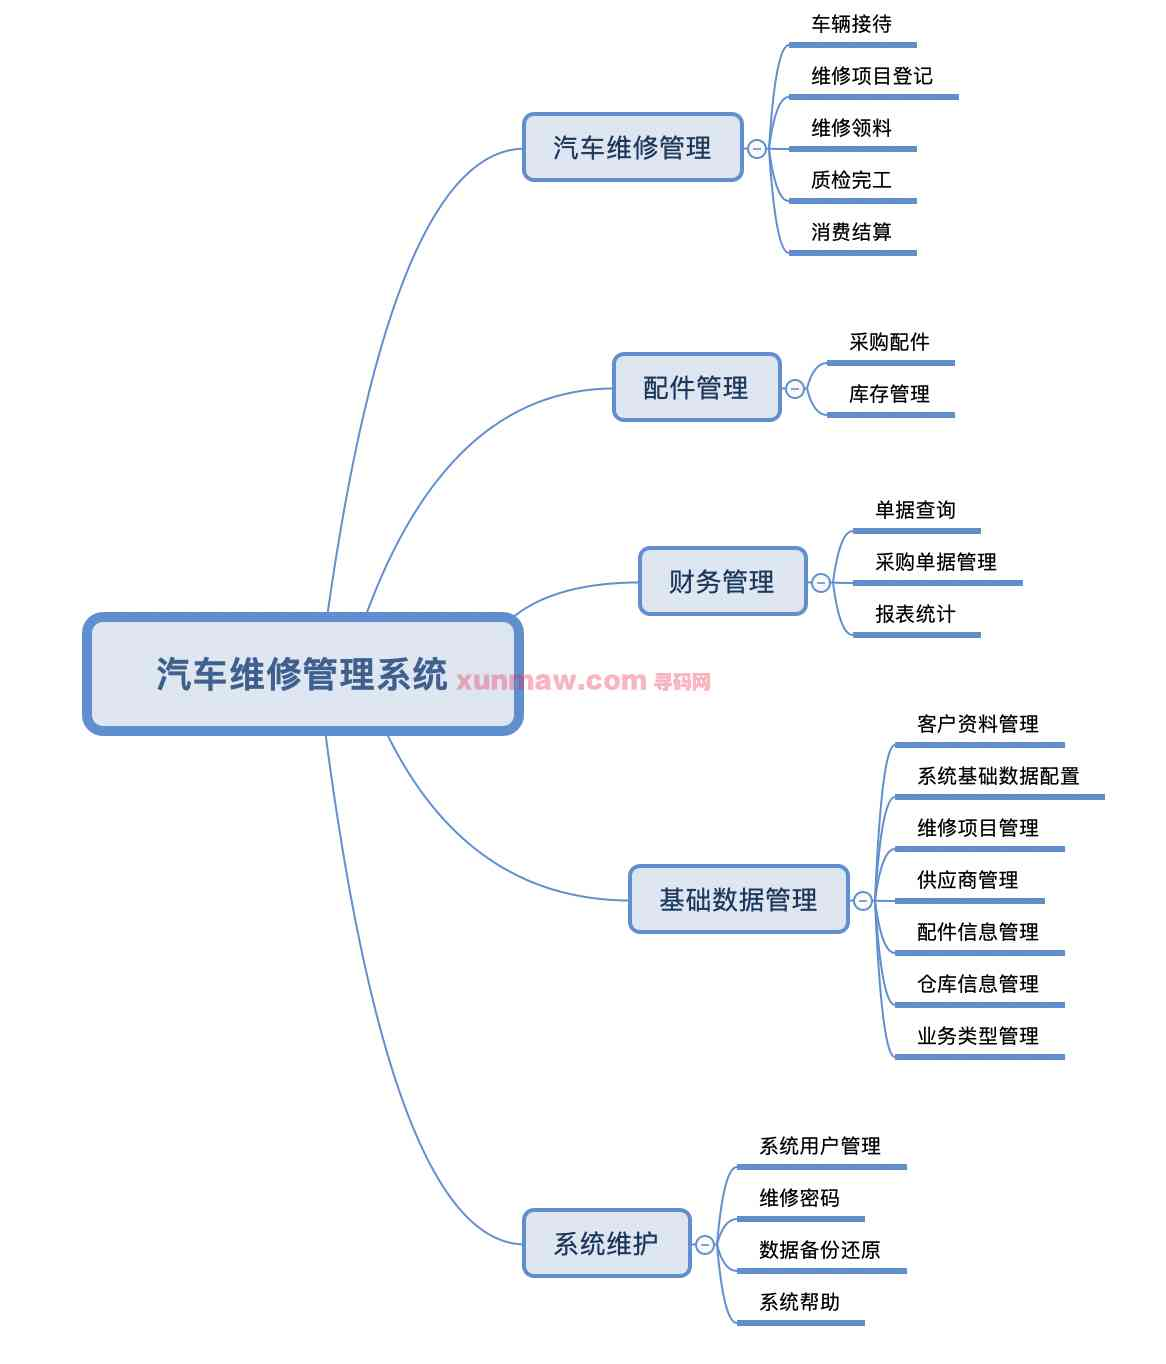 汽车维修管理系统
xunmaw.com 寻码网
汽车维修管理
车辆接待
维修项目登记
维修领料
质检完工
消费结算
配件管理
采购配件
库存管理
财务管理
单据查询
采购单据管理
报表统计
基础数据管理
客户资料管理
系统基础数据配置
维修项目管理
供应商管理
配件信息管理
仓库信息管理
业务类型管理
系统维护
系统用户管理
维修密码
数据备份还原
系统帮助